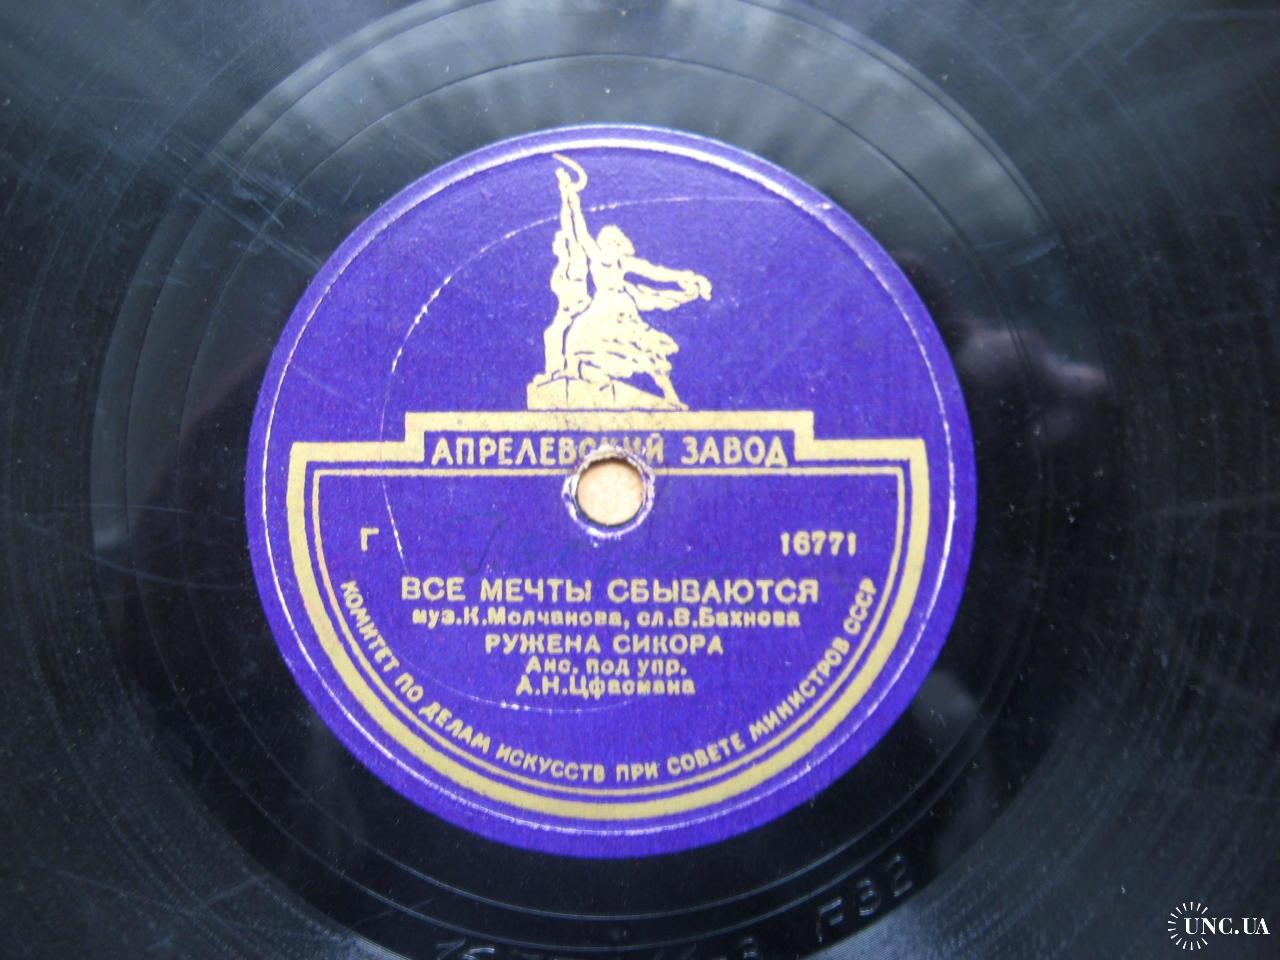 АПРЕЛЕВСКИЙ ЗАВОД
Г 16771
ВСЕ МЕЧТЫ СБЫВАЮТСЯ
муз.К.Молчанова, сл.В.Бахнова
РУЖЕНА СИКОРА
Анс. под упр.
А.Н.Цфасмана
КОМИТЕТ ПО ДЕЛАМ ИСКУССТВ ПРИ СОВЕТЕ МИНИСТРОВ СССР
UNC.UA